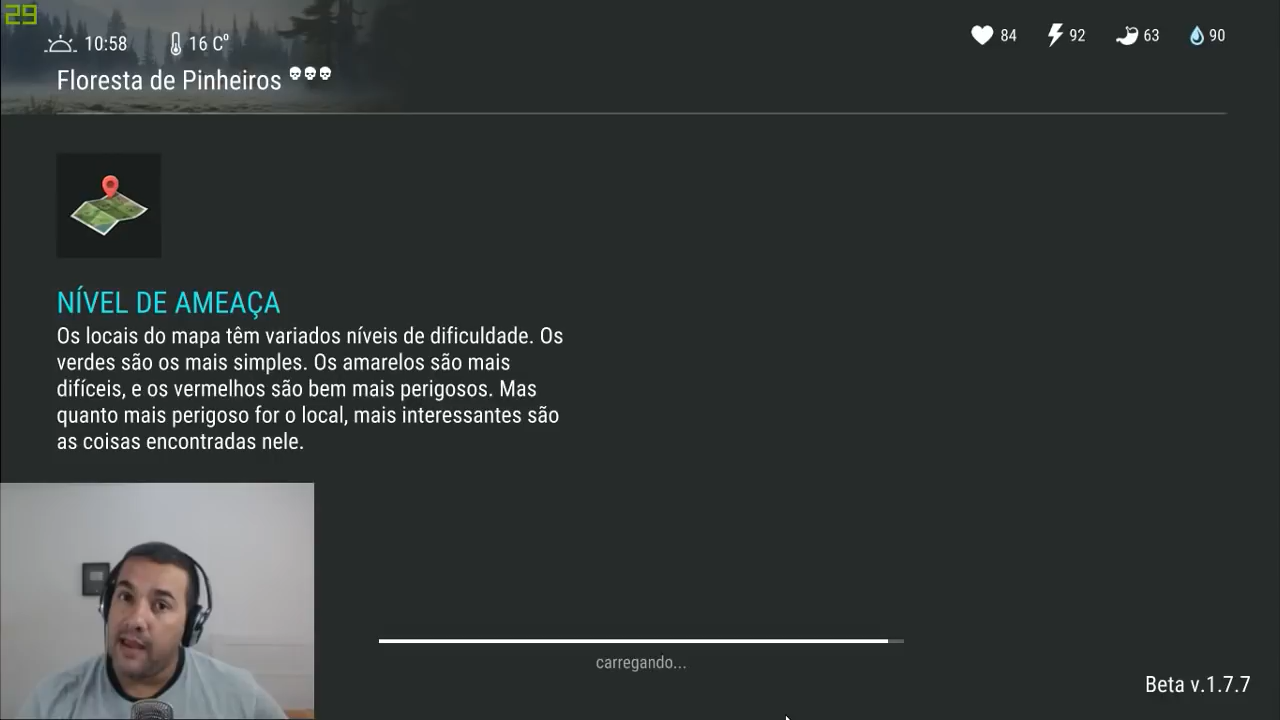 29
10:58 16 Cº
84 92 63 90
Floresta de Pinheiros
NÍVEL DE AMEAÇA
Os locais do mapa têm variados níveis de dificuldade. Os
verdes são os mais simples. Os amarelos são mais
difíceis, e os vermelhos são bem mais perigosos. Mas
quanto mais perigoso for o local, mais interessantes são
as coisas encontradas nele.
carregando...
Beta v.1.7.7